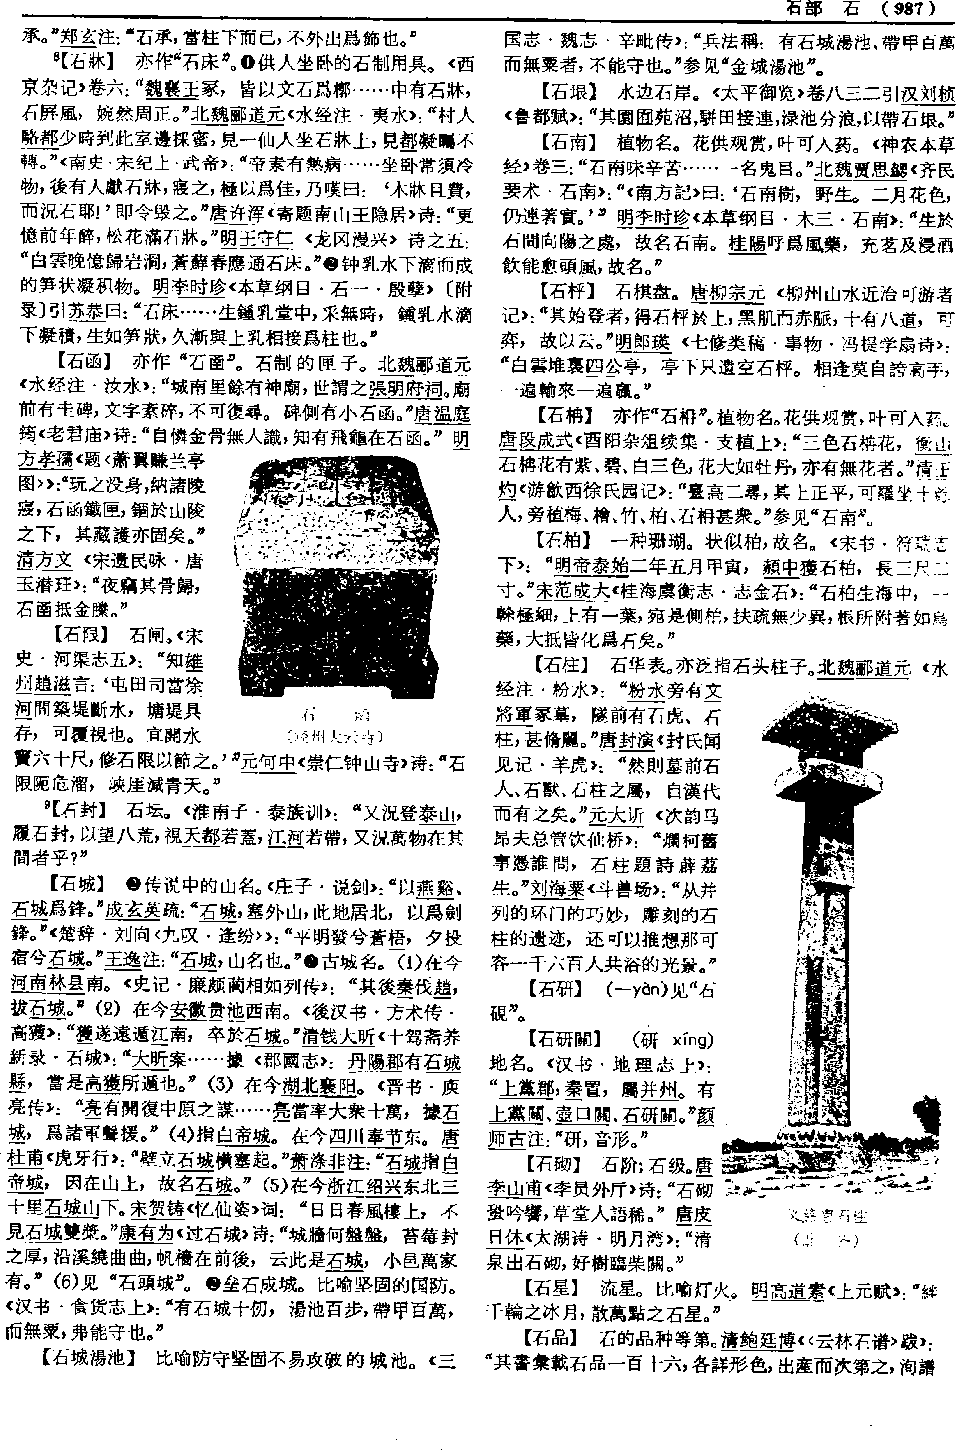 石部　石　（987）
承。”郑玄注：“石承，當柱下而已，不外出爲飾也。”
⁸【石牀】　亦作“石床”。❶供人坐卧的石制用具。《西
京杂记》卷六：“魏襄王冢，皆以文石爲槨……中有石牀，
石屏風，婉然周正。”北魏郦道元《水经注·夷水》：“村人
駱都少時到此室邊採蜜，見一仙人坐石牀上，見都凝矚不
轉。”《南史·宋纪上·武帝》：“帝素有熱病……坐卧常須冷
物，後有人獻石牀，寢之，極以爲佳，乃嘆曰：‘木牀且費，
而況石耶！’即令毁之。”唐许浑《寄题南山王隐居》诗：“更
憶前年醉，松花滿石牀。”明王守仁《龙冈漫兴》诗之五：
“白雲晚憶歸岩洞，蒼蘚春應遍石床。”❷钟乳水下滴而成
的笋状凝积物。明李时珍《本草纲目·石一·殷孽》〔附
录〕引苏恭曰：“石床……生鍾乳堂中，采無時，鍾乳水滴
下凝積，生如笋狀，久漸與上乳相接爲柱也。”
【石函】　亦作“石㮀”。石制的匣子。北魏郦道元
《水经注·汝水》：“城南里餘有神廟，世謂之張明府祠。廟
前有圭碑，文字紊碎，不可復尋。碑側有小石函。”唐温庭
筠《老君庙》诗：“自憐金骨無人識，知有飛龜在石函。”明
方孝孺《题〈萧翼赚兰亭
图〉》：“玩之没身，納諸陵
寢，石函鐵匣，錮於山陵
之下，其藏護亦固矣。”
清方文《宋遗民咏·唐
玉潜珏》：“夜竊其骨歸，
石函抵金縢。”
石　函
【石限】　石闸。《宋
史·河渠志五》：“知雄
州趙滋言：‘屯田司當徐
河間築堤斷水，塘堤具
存，可覆視也。宜開水
竇六十尺，修石限以節之。’”元何中《崇仁钟山寺》诗：“石
限阸危溜，峽崖減青天。”
⁹【石封】　石坛。《淮南子·泰族训》：“又況登泰山，
履石封，以望八荒，視天都若蓋，江河若帶，又況萬物在其
間者乎？”
【石城】　❶传说中的山名。《庄子·说剑》：“以燕谿、
石城爲鋒。”成玄英疏：“石城，塞外山，此地居北，以爲劍
鋒。”《楚辞·刘向〈九叹·逢纷〉》：“平明發兮蒼梧，夕投
宿兮石城。”王逸注：“石城，山名也。”❷古城名。（1）在今
河南林县南。《史记·廉颇蔺相如列传》：“其後秦伐趙，
拔石城。”（2）在今安徽贵池西南。《後汉书·方术传·
高獲》：“獲遂遠遁江南，卒於石城。”清钱大昕《十驾斋养
新录·石城》：“大昕案……據《郡國志》：丹陽郡有石城
縣，當是高獲所遁也。”（3）在今湖北襄阳。《晋书·庾
亮传》：“亮有開復中原之謀……亮當率大衆十萬，據石
城，爲諸軍聲援。”（4）指白帝城。在今四川奉节东。唐
杜甫《虎牙行》：“壁立石城横塞起。”萧涤非注：“石城指白
帝城，因在山上，故名石城。”（5）在今浙江绍兴东北三
十里石城山下。宋贺铸《忆仙姿》词：“日日春風樓上，不
見石城雙槳。”康有为《过石城》诗：“城牆何盤盤，苔莓封
之厚，沿溪繞曲曲，帆檣在前後，云此是石城，小邑萬家
有。”（6）见“石頭城”。❸垒石成城。比喻坚固的国防。
《汉书·食货志上》：“有石城十仞，湯池百步，帶甲百萬，
而無粟，弗能守也。”
【石城湯池】　比喻防守坚固不易攻破的城池。《三
国志·魏志·辛毗传》：“兵法稱：有石城湯池、帶甲百萬
而無粟者，不能守也。”参见“金城湯池”。
【石垠】　水边石岸。《太平御览》卷八三二引汉刘桢
《鲁都赋》：“其園囿苑沼，駢田接連，渌池分浪，以帶石垠。”
【石南】　植物名。花供观赏，叶可入药。《神农本草
经》卷三：“石南味辛苦……一名鬼目。”北魏贾思勰《齐民
要术·石南》：“《南方記》曰：‘石南樹，野生。二月花色，
仍連著實。’”明李时珍《本草纲目·木三·石南》：“生於
石間向陽之處，故名石南。桂陽呼爲風藥，充茗及浸酒
飲能愈頭風，故名。”
【石枰】　石棋盘。唐柳宗元《柳州山水近治可游者
记》：“其始登者，得石枰於上，黑肌而赤脈，十有八道，可
弈，故以云。”明郎瑛《七修类稿·事物·冯提学扇诗》：
“白雲堆裏四公亭，亭下只遺空石枰。相逢莫自誇高手，
一遍輸來一遍贏。”
【石楠】　亦作“石枏”。植物名。花供观赏，叶可入药。
唐段成式《酉阳杂俎续集·支植上》：“三色石楠花，衡山
石楠花有紫、碧、白三色，花大如牡丹，亦有無花者。”清汪
灼《游歙西徐氏园记》：“臺高二尋，其上正平，可羅坐十餘
人，旁植梅、檜、竹、柏、石枏甚衆。”参见“石南”。
【石柏】　一种珊瑚。状似柏，故名。《宋书·符瑞志
下》：“明帝泰始二年五月甲寅，頳中獲石柏，長三尺二
寸。”宋范成大《桂海虞衡志·志金石》：“石柏生海中，一
榦極細，上有一葉，宛是側柏，扶疏無少異，根所附著如烏
藥，大抵皆化爲石矣。”
【石柱】　石华表。亦泛指石头柱子。北魏郦道元《水
经注·粉水》：“粉水旁有文
將軍冢墓，隧前有石虎、石
柱，甚脩麗。”唐封演《封氏闻
见记·羊虎》：“然則墓前石
人、石獸、石柱之屬，自漢代
而有之矣。”元大䜣《次韵马
昂夫总管饮仙桥》：“爛柯舊
事憑誰問，石柱題詩蘚荔
生。”刘海粟《斗兽场》：“从并
列的环门的巧妙，雕刻的石
柱的遗迹，还可以推想那可
容一千六百人共浴的光景。”
【石研】　（—yàn）见“石
硯”。
【石研關】　（研 xíng）
地名。《汉书·地理志上》：
“上黨郡，秦置，屬并州。有
上黨關、壺口關、石研關。”颜
师古注：“研，音形。”
【石砌】　石阶；石级。唐
李山甫《李员外厅》诗：“石砌
蛩吟響，草堂人語稀。”唐皮
日休《太湖诗·明月湾》：“清
泉出石砌，好樹臨柴關。”
【石星】　流星。比喻灯火。明高道素《上元赋》：“絆
千輪之冰月，散萬點之石星。”
【石品】　石的品种等第。清鲍廷博《〈云林石谱〉跋》：
“其書彙載石品一百十六，各詳形色，出産而次第之，洵譜